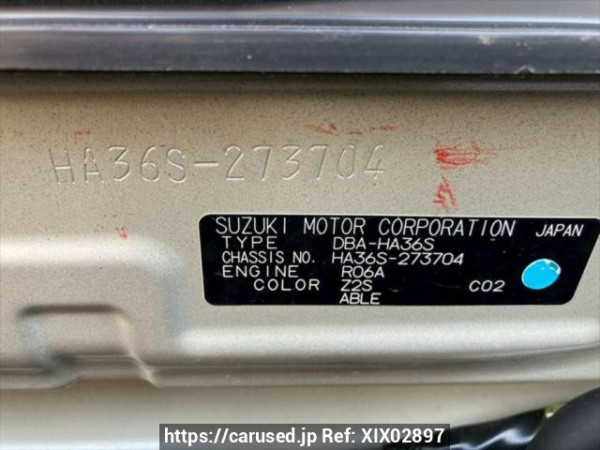 HA36S-273704
SUZUKI MOTOR CORPORATION JAPAN
TYPE DBA-HA36S
CHASSIS NO. HA36S-273704
ENGINE R06A
COLOR Z2S C02
ABLE
https://carused.jp Ref: XIX02897